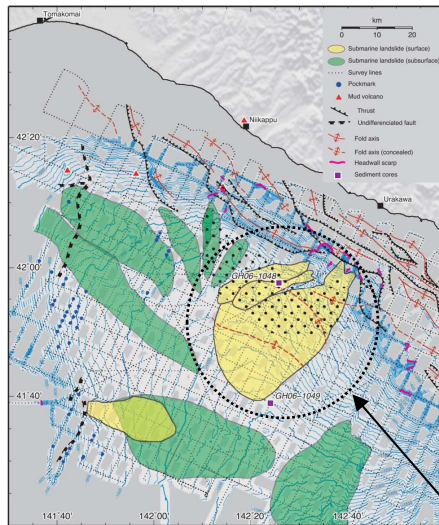 Tomakomai
km
0 10 20
Submarine landslide (surface)
Submarine landslide (subsurface)
Survey lines
Pockmark
Mud volcano
Thrust
Undifferenciated fault
Fold axis
Fold axis (concealed)
Headwall scarp
Sediment cores
Niikappu
42°20'
Urakawa
42°00'
GH06-1048
41°40'
GH06-1049
141°40' 142°00' 142°20' 142°40'